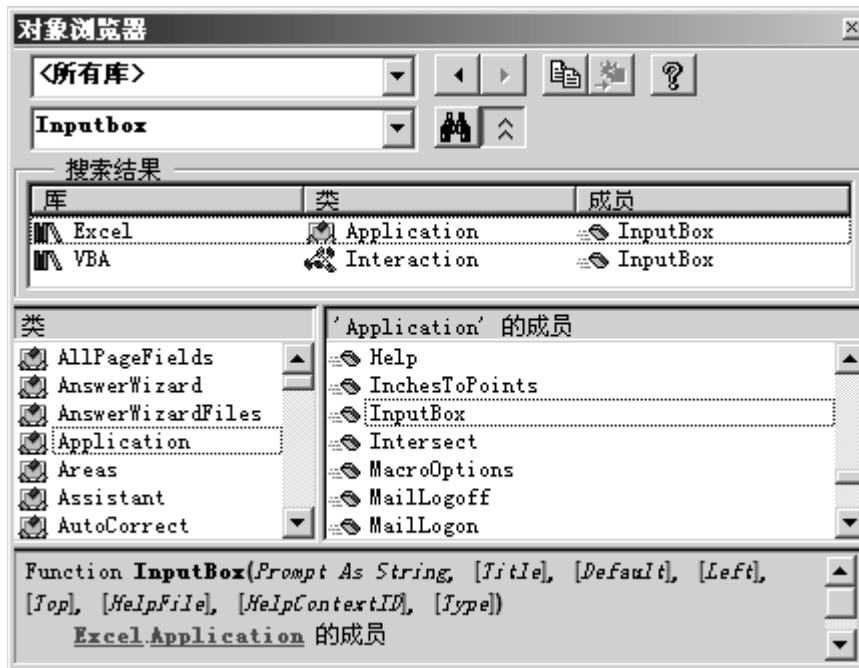 对象浏览器
<所有库>
Inputbox
搜索结果
库 类 成员
Excel Application InputBox
VBA Interaction InputBox
类
AllPageFields
AnswerWizard
AnswerWizardFiles
Application
Areas
Assistant
AutoCorrect
'Application' 的成员
Help
InchesToPoints
InputBox
Intersect
MacroOptions
MailLogoff
MailLogon
Function InputBox(Prompt As String, [Title], [Default], [Left],
[Top], [HelpFile], [HelpContextID], [Type])
Excel.Application 的成员